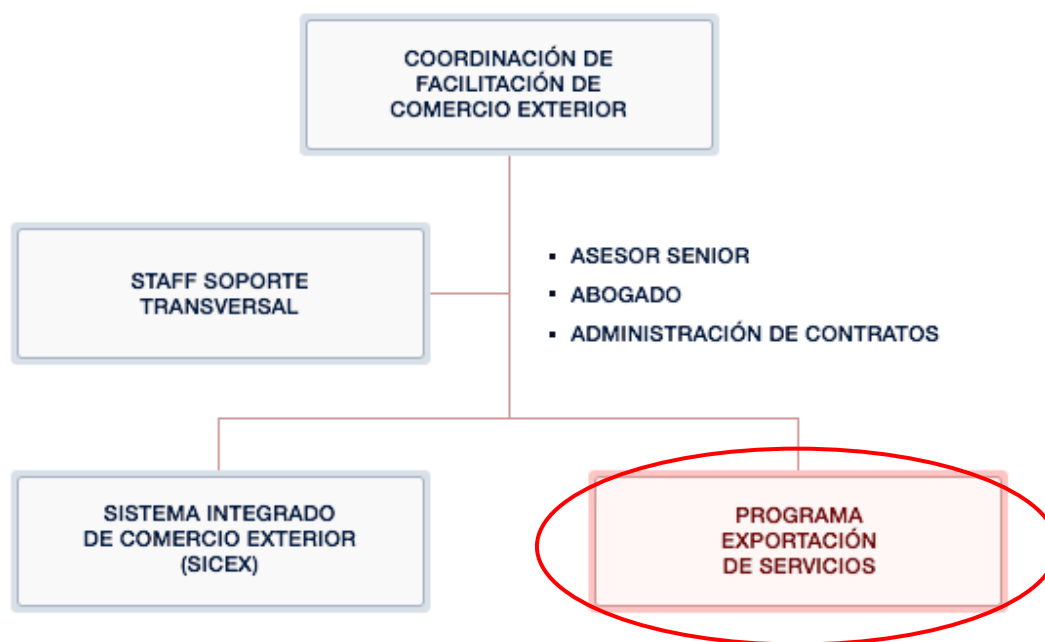 COORDINACIÓN DE
FACILITACIÓN DE
COMERCIO EXTERIOR
STAFF SOPORTE
TRANSVERSAL
▪ ASESOR SENIOR
▪ ABOGADO
▪ ADMINISTRACIÓN DE CONTRATOS
SISTEMA INTEGRADO
DE COMERCIO EXTERIOR
(SICEX)
PROGRAMA
EXPORTACIÓN
DE SERVICIOS